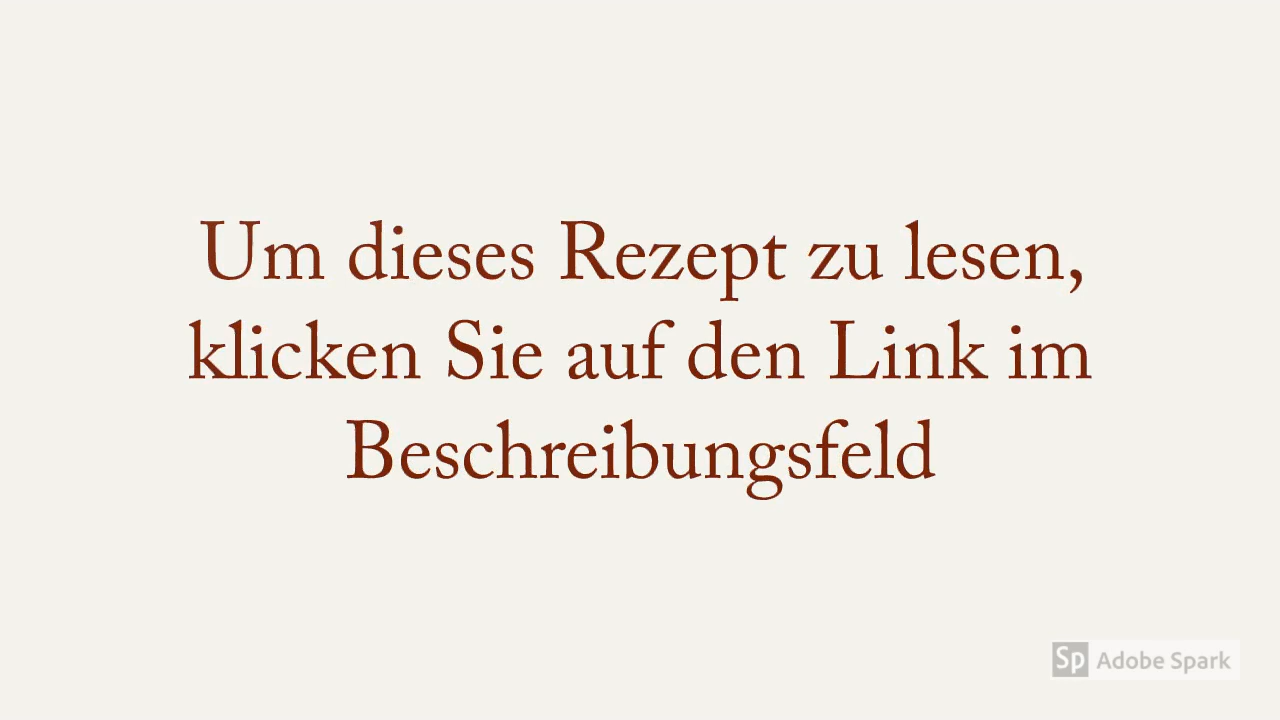 Um dieses Rezept zu lesen,
klicken Sie auf den Link im
Beschreibungsfeld
Sp Adobe Spark